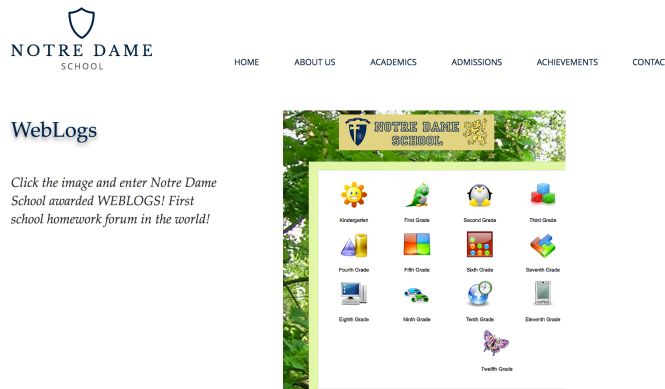 NOTRE DAME
SCHOOL
HOME ABOUT US ACADEMICS ADMISSIONS ACHIEVEMENTS CONTAC
WebLogs
Click the image and enter Notre Dame
School awarded WEBLOGS! First
school homework forum in the world!
NOTRE DAME
SCHOOL
Kindergarten First Grade Second Grade Third Grade
Fourth Grade Fifth Grade Sixth Grade Seventh Grade
Eighth Grade Ninth Grade Tenth Grade Eleventh Grade
Twelfth Grade